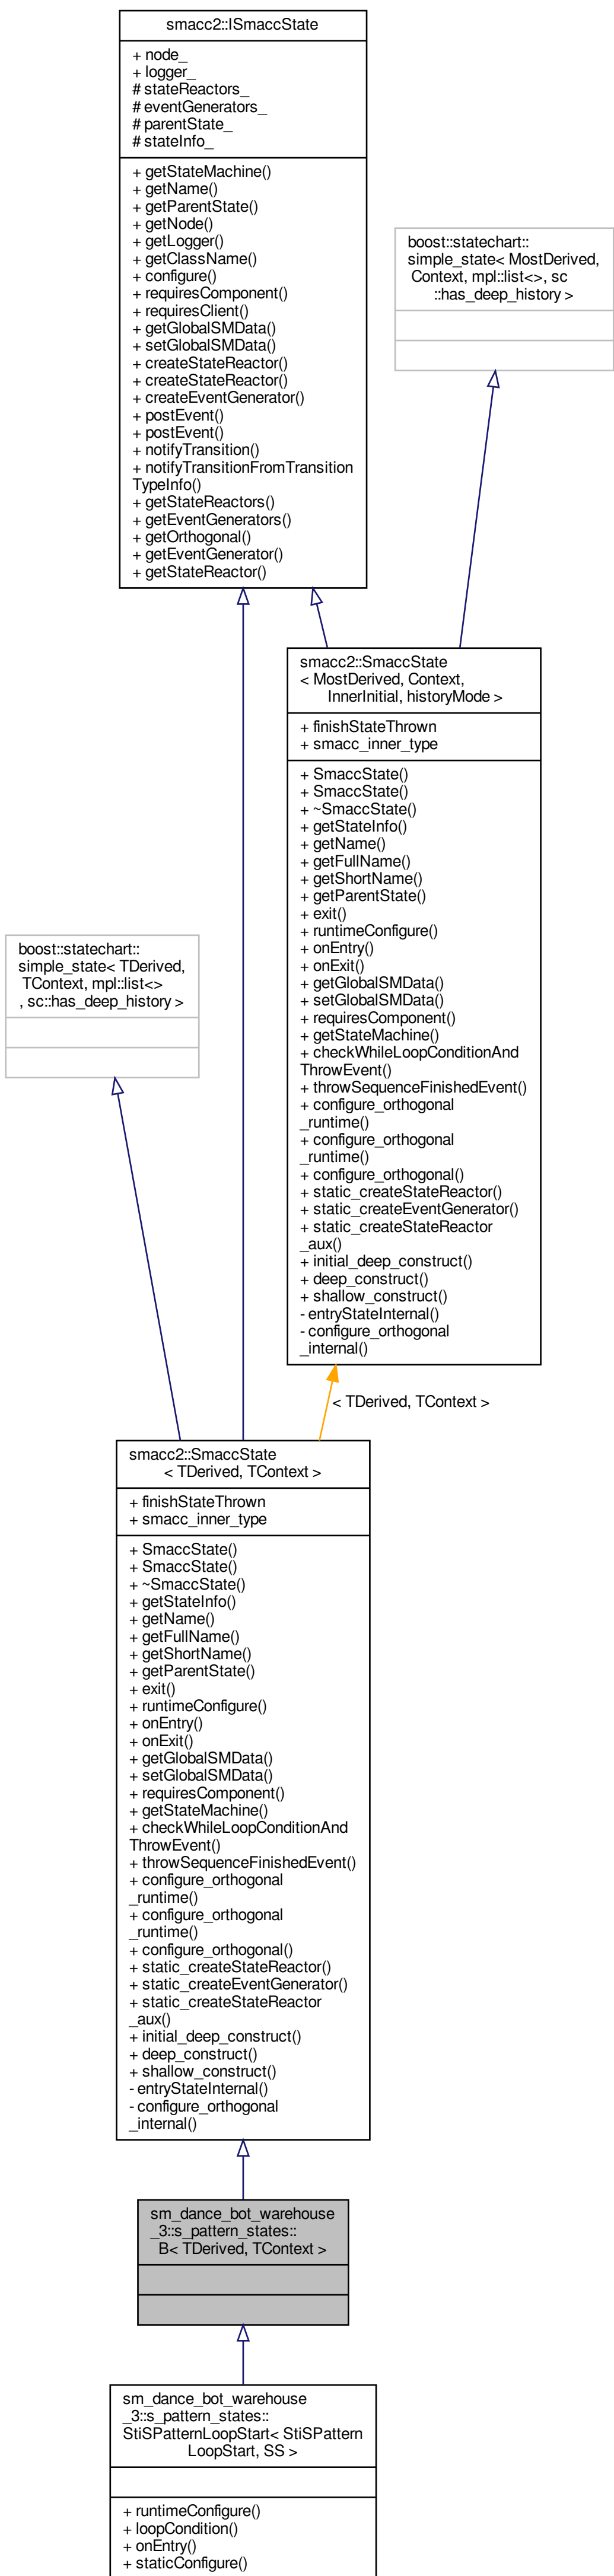 smacc2::ISmaccState
+ node_
+ logger_
# stateReactors_
# eventGenerators_
# parentState_
# stateInfo_
+ getStateMachine()
+ getName()
+ getParentState()
+ getNode()
+ getLogger()
+ getClassName()
+ configure()
+ requiresComponent()
+ requiresClient()
+ getGlobalSMData()
+ setGlobalSMData()
+ createStateReactor()
+ createStateReactor()
+ createEventGenerator()
+ postEvent()
+ postEvent()
+ notifyTransition()
+ notifyTransitionFromTransition
TypeInfo()
+ getStateReactors()
+ getEventGenerators()
+ getOrthogonal()
+ getEventGenerator()
+ getStateReactor()
boost::statechart::
simple_state< MostDerived,
Context, mpl::list<>, sc
::has_deep_history >
smacc2::SmaccState
< MostDerived, Context,
InnerInitial, historyMode >
+ finishStateThrown
+ smacc_inner_type
+ SmaccState()
+ SmaccState()
+ ~SmaccState()
+ getStateInfo()
+ getName()
+ getFullName()
+ getShortName()
+ getParentState()
+ exit()
+ runtimeConfigure()
+ onEntry()
+ onExit()
+ getGlobalSMData()
+ setGlobalSMData()
+ requiresComponent()
+ getStateMachine()
+ checkWhileLoopConditionAnd
ThrowEvent()
+ throwSequenceFinishedEvent()
+ configure_orthogonal
_runtime()
+ configure_orthogonal
_runtime()
+ configure_orthogonal()
+ static_createStateReactor()
+ static_createEventGenerator()
+ static_createStateReactor
_aux()
+ initial_deep_construct()
+ deep_construct()
+ shallow_construct()
- entryStateInternal()
- configure_orthogonal
_internal()
boost::statechart::
simple_state< TDerived,
TContext, mpl::list<>
, sc::has_deep_history >
< TDerived, TContext >
smacc2::SmaccState
< TDerived, TContext >
+ finishStateThrown
+ smacc_inner_type
+ SmaccState()
+ SmaccState()
+ ~SmaccState()
+ getStateInfo()
+ getName()
+ getFullName()
+ getShortName()
+ getParentState()
+ exit()
+ runtimeConfigure()
+ onEntry()
+ onExit()
+ getGlobalSMData()
+ setGlobalSMData()
+ requiresComponent()
+ getStateMachine()
+ checkWhileLoopConditionAnd
ThrowEvent()
+ throwSequenceFinishedEvent()
+ configure_orthogonal
_runtime()
+ configure_orthogonal
_runtime()
+ configure_orthogonal()
+ static_createStateReactor()
+ static_createEventGenerator()
+ static_createStateReactor
_aux()
+ initial_deep_construct()
+ deep_construct()
+ shallow_construct()
- entryStateInternal()
- configure_orthogonal
_internal()
sm_dance_bot_warehouse
_3::s_pattern_states::
B< TDerived, TContext >
sm_dance_bot_warehouse
_3::s_pattern_states::
StiSPatternLoopStart< StiSPattern
LoopStart, SS >
+ runtimeConfigure()
+ loopCondition()
+ onEntry()
+ staticConfigure()